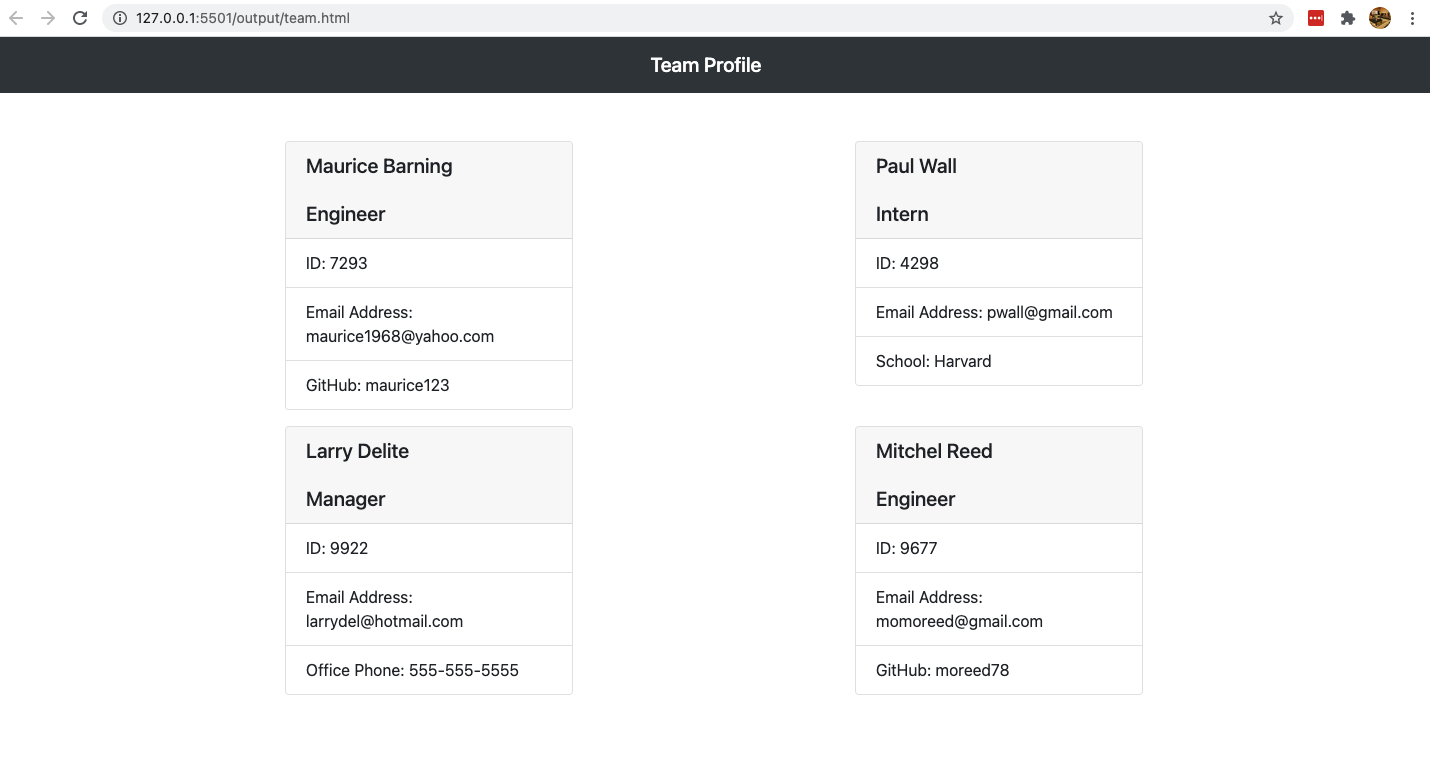 127.0.0.1:5501/output/team.html
Team Profile
Maurice Barning
Engineer
ID: 7293
Email Address:
maurice1968@yahoo.com
GitHub: maurice123
Paul Wall
Intern
ID: 4298
Email Address: pwall@gmail.com
School: Harvard
Larry Delite
Manager
ID: 9922
Email Address:
larrydel@hotmail.com
Office Phone: 555-555-5555
Mitchel Reed
Engineer
ID: 9677
Email Address:
momoreed@gmail.com
GitHub: moreed78